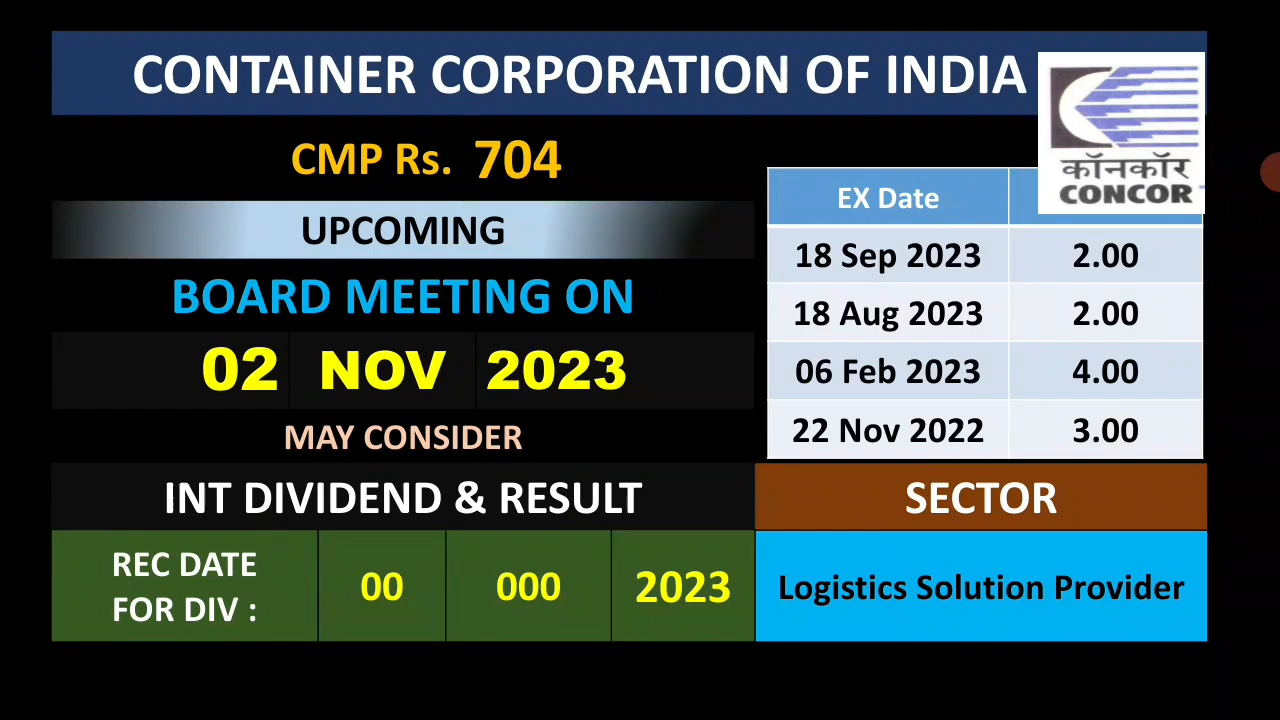 CONTAINER CORPORATION OF INDIA
कॉनकॉर
CONCOR
CMP Rs. 704
UPCOMING
BOARD MEETING ON
02 NOV 2023
MAY CONSIDER
INT DIVIDEND & RESULT
REC DATE
FOR DIV :
00 000 2023
EX Date
18 Sep 2023 2.00
18 Aug 2023 2.00
06 Feb 2023 4.00
22 Nov 2022 3.00
SECTOR
Logistics Solution Provider